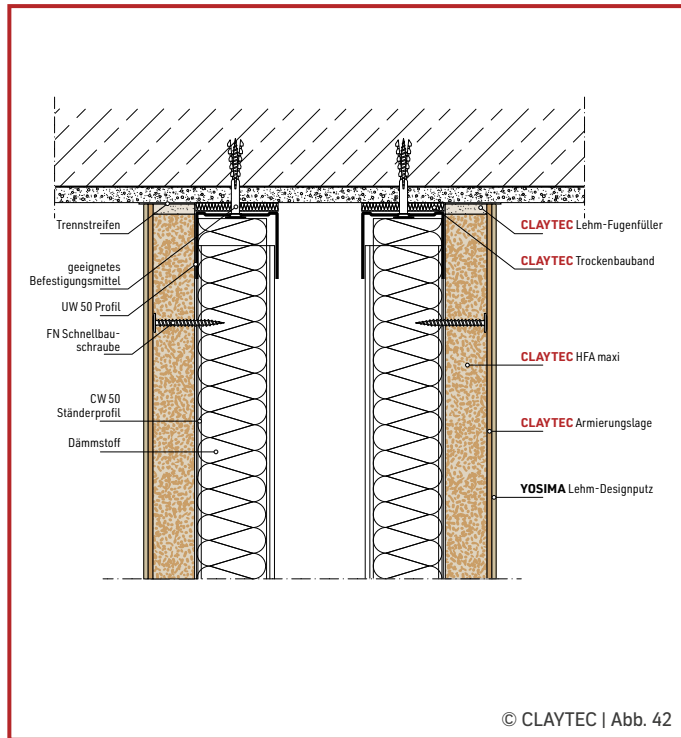 Trennstreifen
geeignetes
Befestigungsmittel
UW 50 Profil
FN Schnellbau-
schraube
CW 50
Ständerprofil
Dämmstoff
CLAYTEC Lehm-Fugenfüller
CLAYTEC Trockenbauband
CLAYTEC HFA maxi
CLAYTEC Armierungslage
YOSIMA Lehm-Designputz
© CLAYTEC | Abb. 42